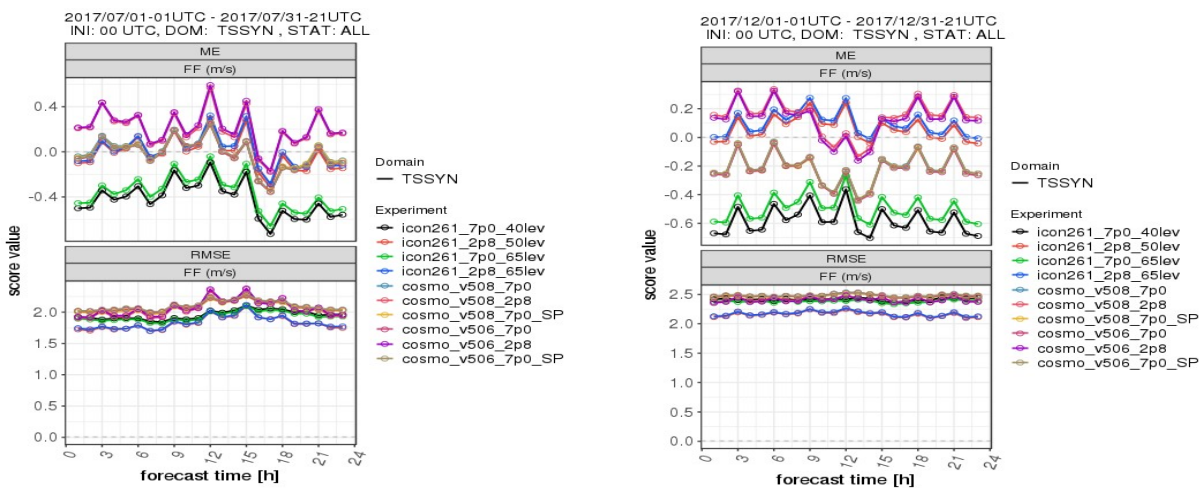 2017/07/01-01UTC - 2017/07/31-21UTC
INI: 00 UTC, DOM: TSSYN , STAT: ALL
ME
FF (m/s)
0.4
0.0
-0.4
score value
RMSE
FF (m/s)
2.0
1.5
1.0
0.5
0.0
0 3 6 9 12 15 18 21 24
forecast time [h]
Domain
TSSYN
Experiment
icon261_7p0_40lev
icon261_2p8_50lev
icon261_7p0_65lev
icon261_2p8_65lev
cosmo_v508_7p0
cosmo_v508_2p8
cosmo_v508_7p0_SP
cosmo_v506_7p0
cosmo_v506_2p8
cosmo_v506_7p0_SP
2017/12/01-01UTC - 2017/12/31-21UTC
INI: 00 UTC, DOM: TSSYN , STAT: ALL
ME
FF (m/s)
0.2
0.0
-0.2
-0.4
-0.6
score value
RMSE
FF (m/s)
2.5
2.0
1.5
1.0
0.5
0.0
0 3 6 9 12 15 18 21 24
forecast time [h]
Domain
TSSYN
Experiment
icon261_7p0_40lev
icon261_2p8_50lev
icon261_7p0_65lev
icon261_2p8_65lev
cosmo_v508_7p0
cosmo_v508_2p8
cosmo_v508_7p0_SP
cosmo_v506_7p0
cosmo_v506_2p8
cosmo_v506_7p0_SP